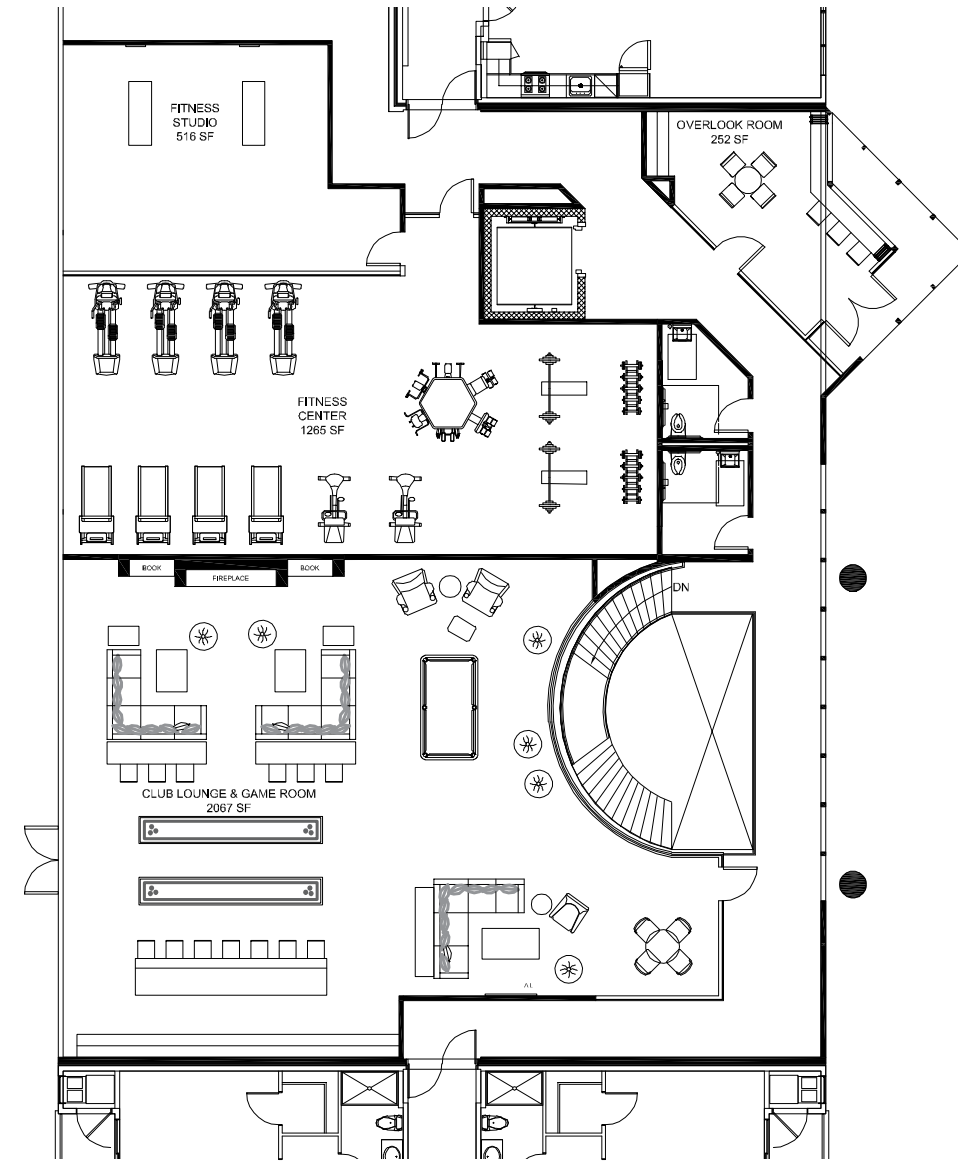 FITNESS
STUDIO
516 SF
OVERLOOK ROOM
252 SF
FITNESS
CENTER
1265 SF
BOOK
FIREPLACE
BOOK
DN
CLUB LOUNGE & GAME ROOM
2067 SF